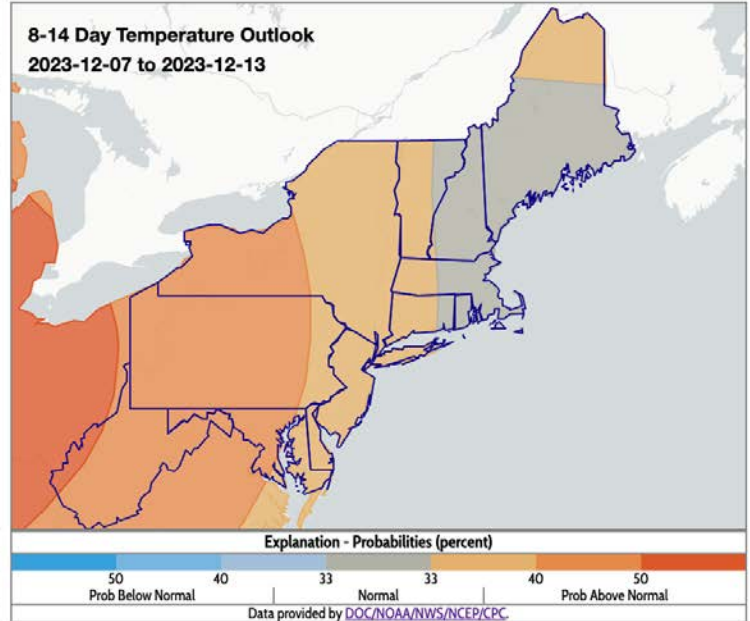 8-14 Day Temperature Outlook
2023-12-07 to 2023-12-13
Explanation - Probabilities (percent)
50 40 33 33 40 50
Prob Below Normal | Normal | Prob Above Normal
Data provided by DOC/NOAA/NWS/NCEP/CPC.